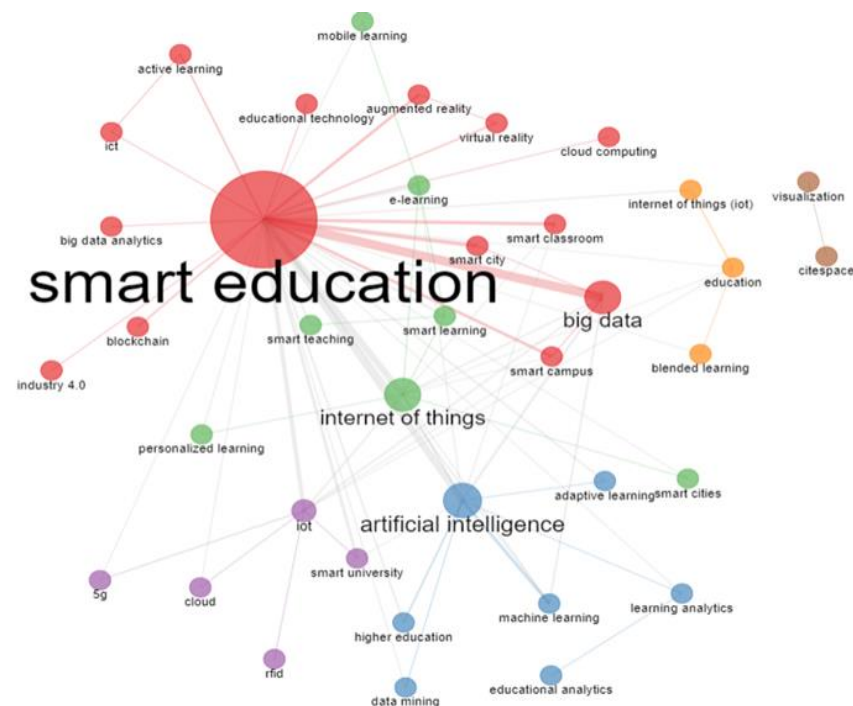 mobile learning
active learning
educational technology
augmented reality
virtual reality
ict
cloud computing
e-learning
internet of things (iot)
visualization
big data analytics
smart classroom
smart city
smart education
education
citespace
big data
smart teaching
smart learning
blockchain
smart campus
blended learning
industry 4.0
internet of things
personalized learning
adaptive learning
smart cities
artificial intelligence
iot
smart university
5g
cloud
machine learning
learning analytics
higher education
rfid
data mining
educational analytics